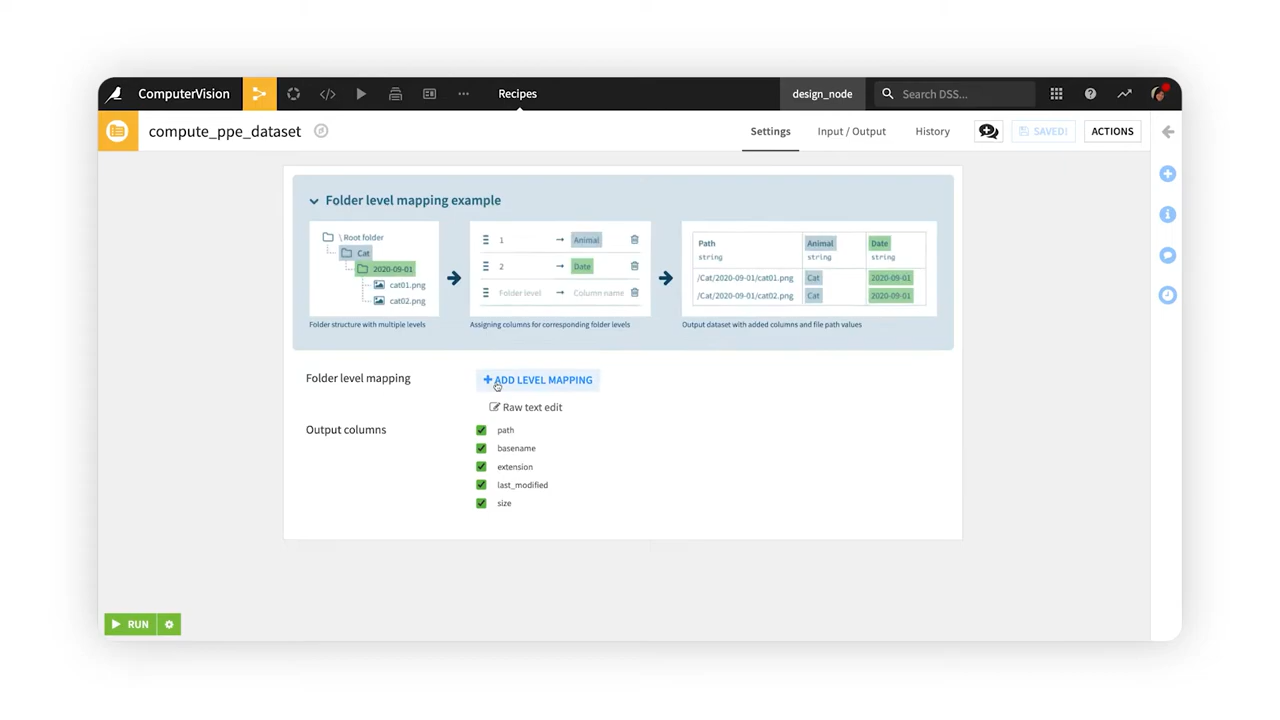 ComputerVision
Recipes
design_node
Search DSS...
compute_ppe_dataset
Settings
Input / Output
History
SAVED!
ACTIONS
Folder level mapping example
\ Root folder
Cat
2020-09-01
cat01.png
cat02.png
Folder structure with multiple levels
1 → Animal
2 → Date
Folder level → Column name
Assigning columns for corresponding folder levels
Path Animal Date
string string string
/Cat/2020-09-01/cat01.png Cat 2020-09-01
/Cat/2020-09-01/cat02.png Cat 2020-09-01
Output dataset with added columns and file path values
Folder level mapping
+ ADD LEVEL MAPPING
Raw text edit
Output columns
path
basename
extension
last_modified
size
RUN